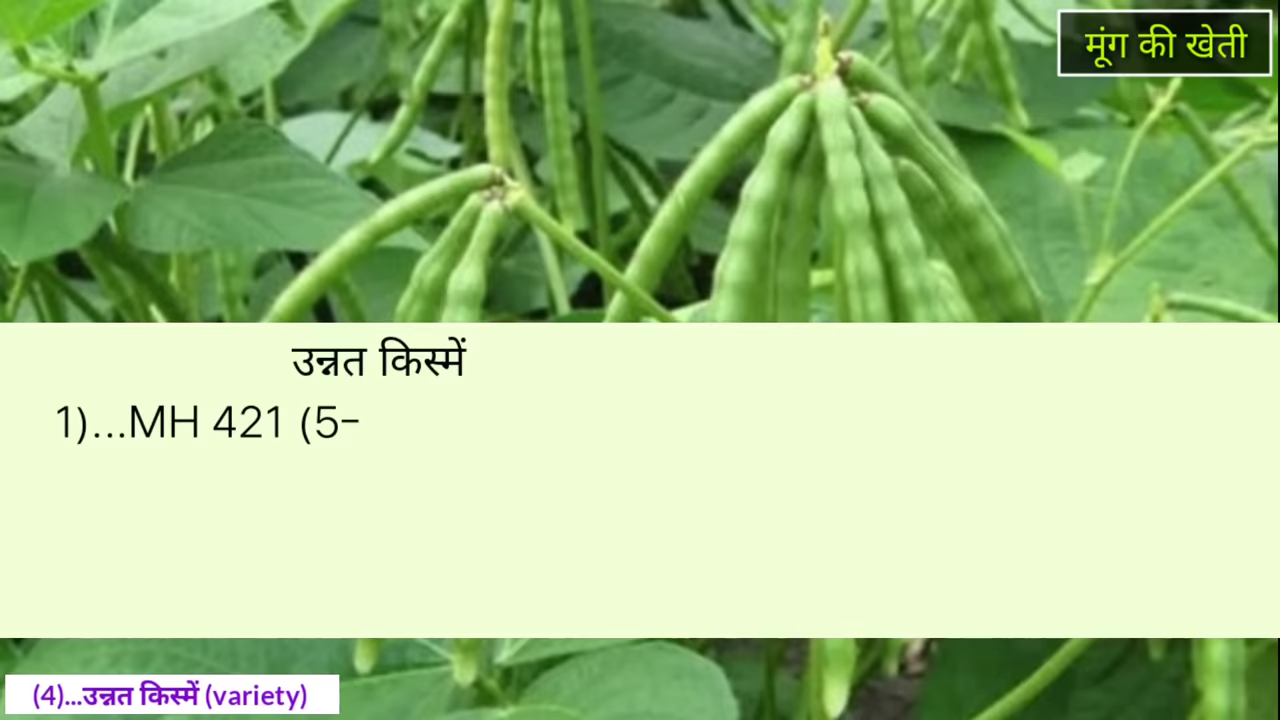 मूंग की खेती
उन्नत किस्में
1)...MH 421 (5-
(4)...उन्नत किस्में (variety)